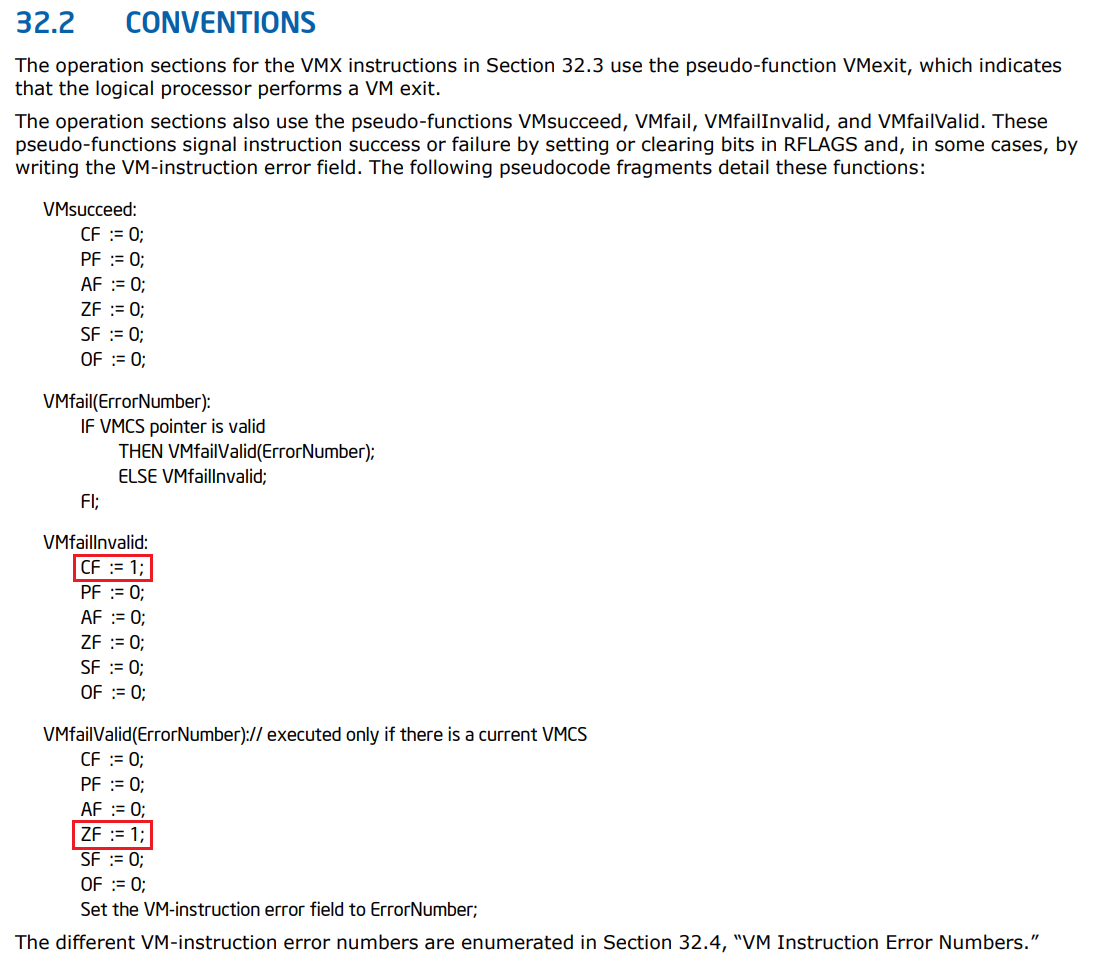 32.2 CONVENTIONS
The operation sections for the VMX instructions in Section 32.3 use the pseudo-function VMexit, which indicates
that the logical processor performs a VM exit.
The operation sections also use the pseudo-functions VMsucceed, VMfail, VMfailInvalid, and VMfailValid. These
pseudo-functions signal instruction success or failure by setting or clearing bits in RFLAGS and, in some cases, by
writing the VM-instruction error field. The following pseudocode fragments detail these functions:
VMsucceed:
CF := 0;
PF := 0;
AF := 0;
ZF := 0;
SF := 0;
OF := 0;
VMfail(ErrorNumber):
IF VMCS pointer is valid
THEN VMfailValid(ErrorNumber);
ELSE VMfailInvalid;
FI;
VMfailInvalid:
CF := 1;
PF := 0;
AF := 0;
ZF := 0;
SF := 0;
OF := 0;
VMfailValid(ErrorNumber):// executed only if there is a current VMCS
CF := 0;
PF := 0;
AF := 0;
ZF := 1;
SF := 0;
OF := 0;
Set the VM-instruction error field to ErrorNumber;
The different VM-instruction error numbers are enumerated in Section 32.4, “VM Instruction Error Numbers.”